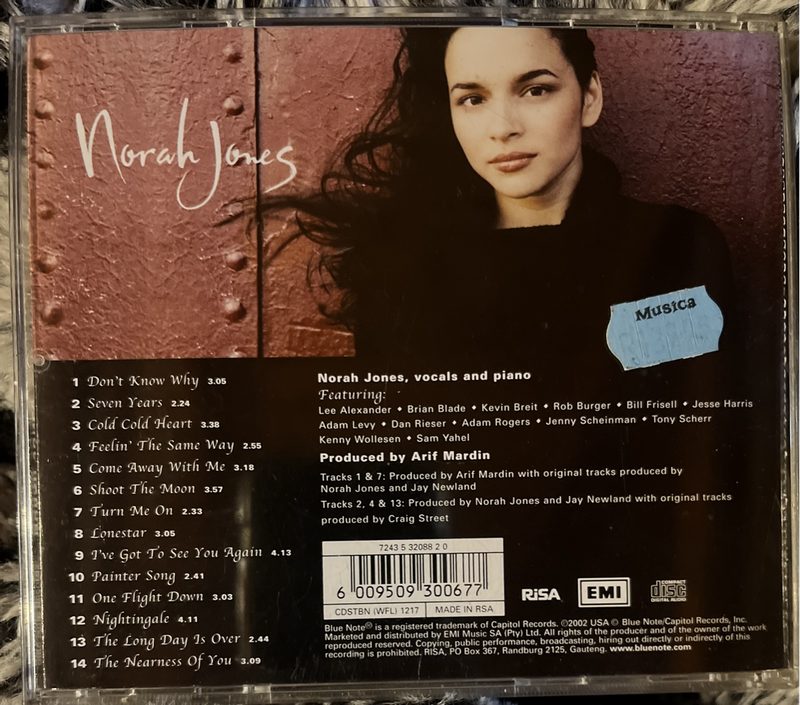 Norah Jones
Musica
1 Don't Know Why 3.05
2 Seven Years 2.24
3 Cold Cold Heart 3.38
4 Feelin' The Same Way 2.55
5 Come Away With Me 3.18
6 Shoot The Moon 3.57
7 Turn Me On 2.33
8 Lonestar 3.05
9 I've Got To See You Again 4.13
10 Painter Song 2.41
11 One Flight Down 3.03
12 Nightingale 4.11
13 The Long Day Is Over 2.44
14 The Nearness Of You 3.09
Norah Jones, vocals and piano
Featuring:
Lee Alexander • Brian Blade • Kevin Breit • Rob Burger • Bill Frisell • Jesse Harris
Adam Levy • Dan Rieser • Adam Rogers • Jenny Scheinman • Tony Scherr
Kenny Wollesen • Sam Yahel
Produced by Arif Mardin
Tracks 1 & 7: Produced by Arif Mardin with original tracks produced by
Norah Jones and Jay Newland
Tracks 2, 4 & 13: Produced by Norah Jones and Jay Newland with original tracks
produced by Craig Street
7243 5 32088 2 0
6 009509 300677
CDSTBN (WFL) 1217 MADE IN RSA
RiSA
EMI
COMPACT
disc
DIGITAL AUDIO
Blue Note® is a registered trademark of Capitol Records. ©2002 USA © Blue Note/Capitol Records, Inc.
Marketed and distributed by EMI Music SA (Pty) Ltd. All rights of the producer and of the owner of the work
reproduced reserved. Copying, public performance, broadcasting, hiring out directly or indirectly of this
recording is prohibited. RISA, PO Box 367, Randburg 2125, Gauteng. www.bluenote.com